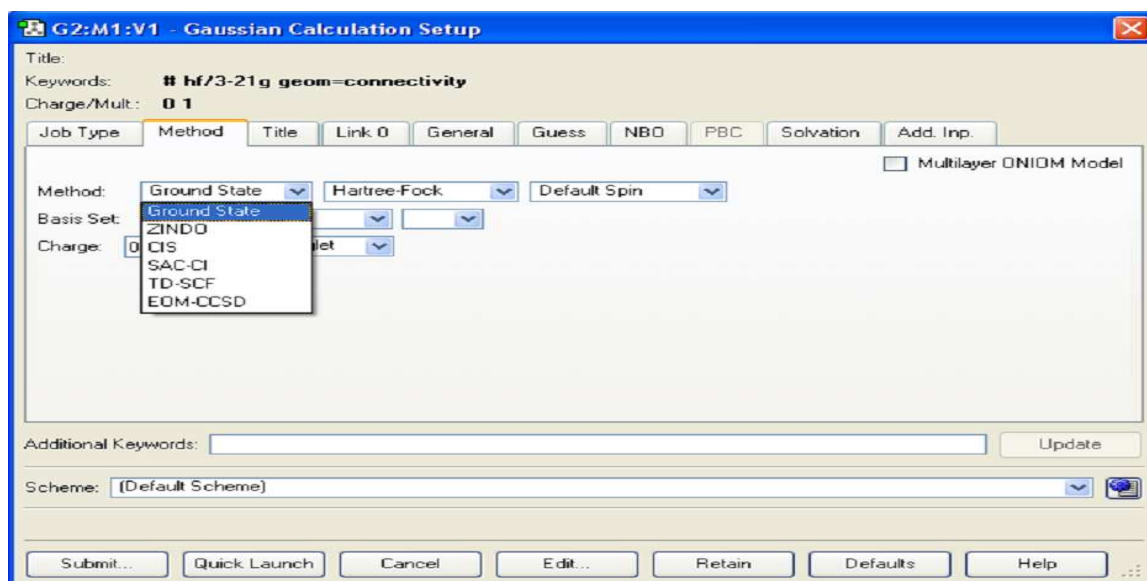 G2:M1:V1 - Gaussian Calculation Setup
Title:
Keywords: # hf/3-21g geom=connectivity
Charge/Mult.: 0 1
Job Type Method Title Link 0 General Guess NBO PBC Solvation Add. Inp.
Multilayer ONIOM Model
Method: Ground State Hartree-Fock Default Spin
Basis Set: Ground State
ZINDO
Charge: 0 CIS let
SAC-CI
TD-SCF
EOM-CCSD
Additional Keywords: Update
Scheme: (Default Scheme)
Submit... Quick Launch Cancel Edit... Retain Defaults Help